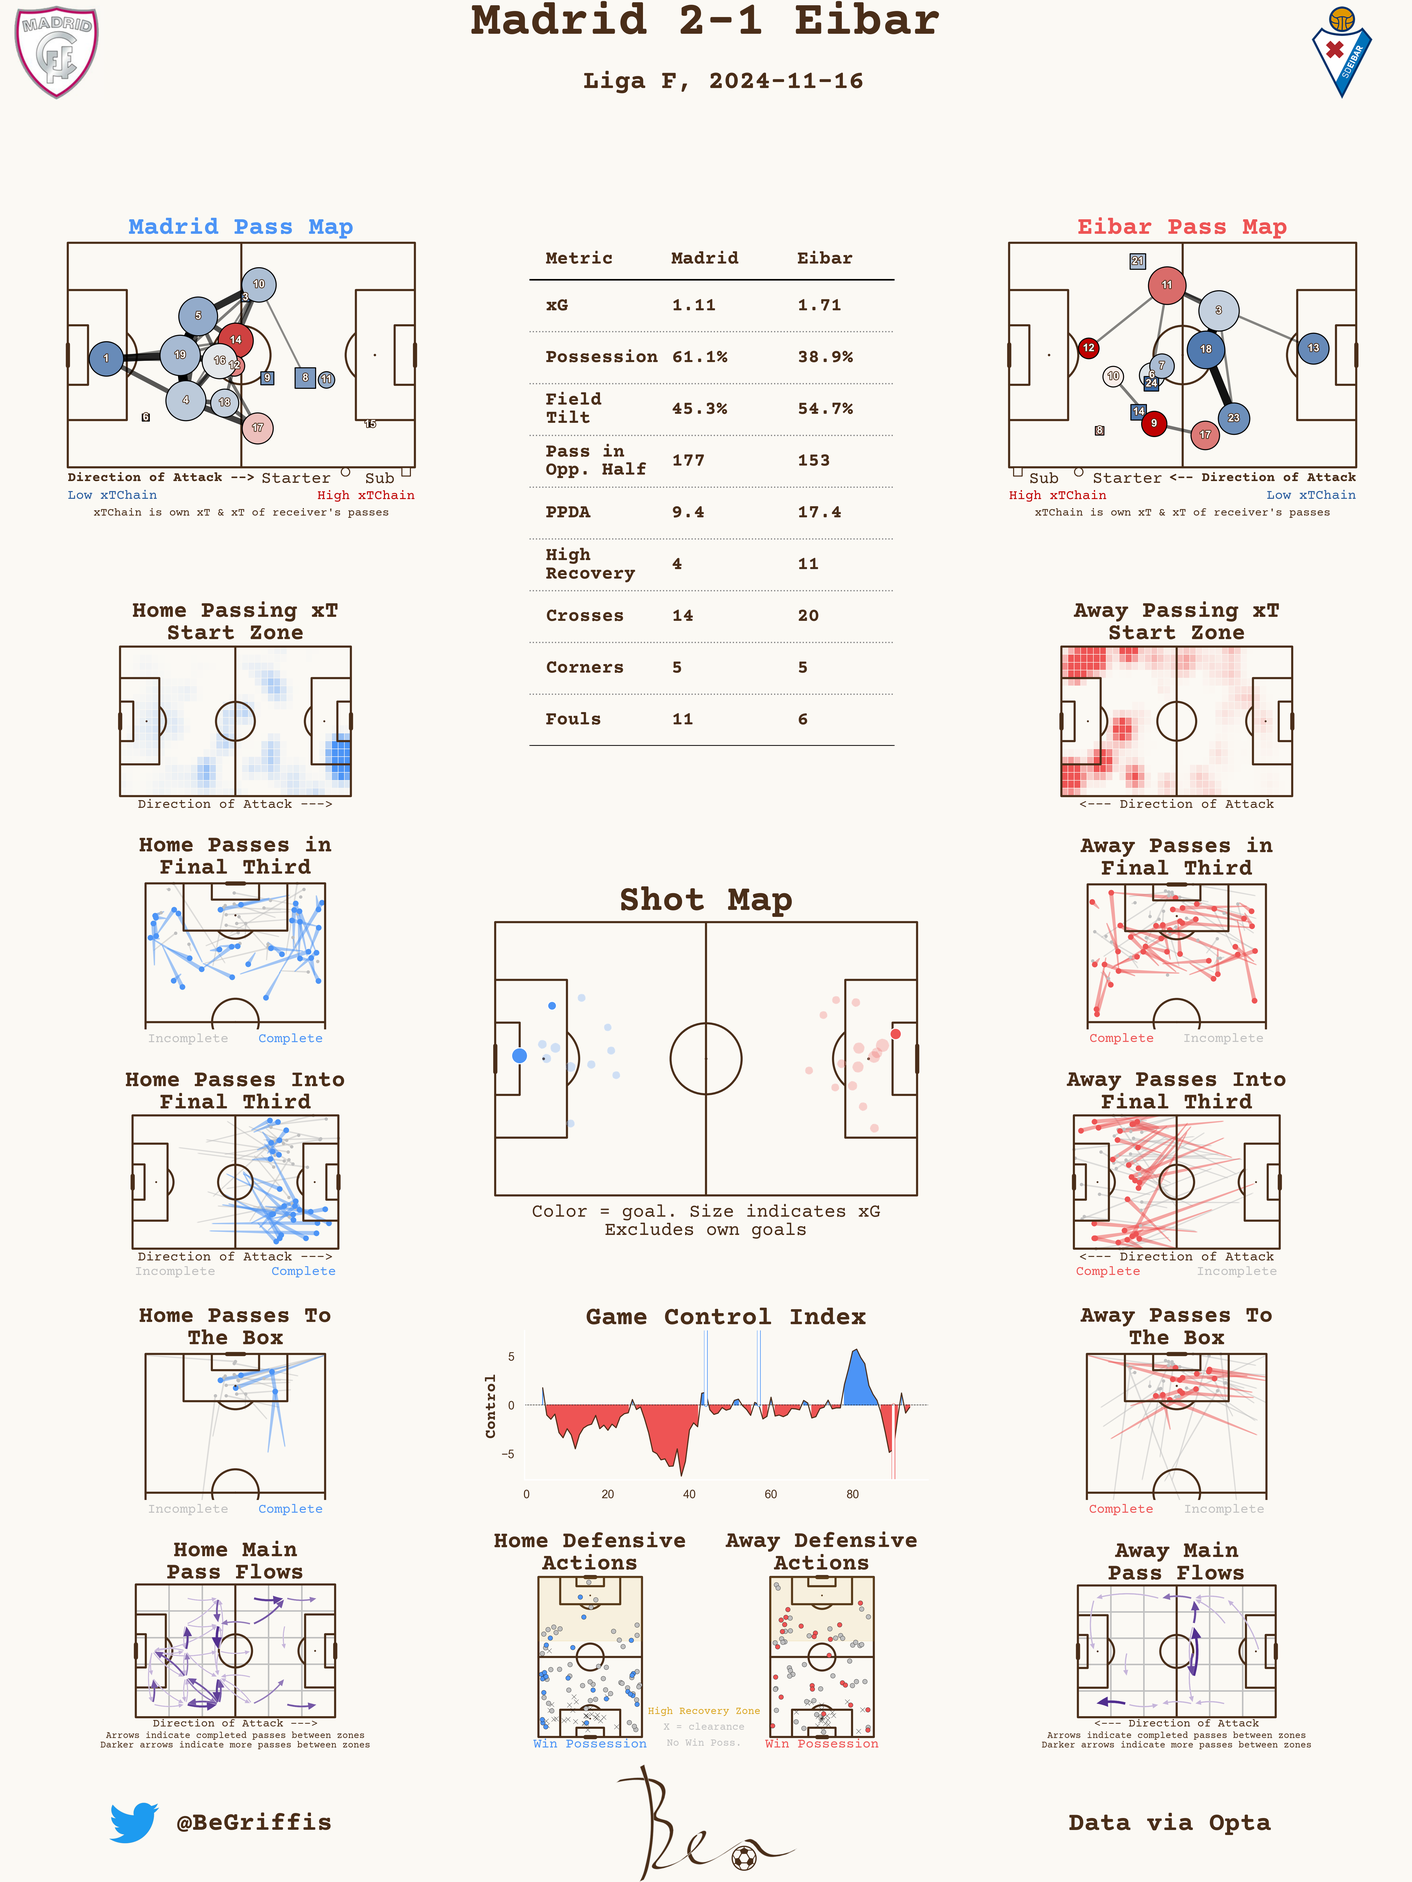 Madrid 2-1 Eibar
Liga F, 2024-11-16
MADRID
SD EIBAR
Madrid Pass Map
10
3
5
14
1
19
16
12
9
8
11
4
18
6
17
15
Direction of Attack --> Starter Sub
Low xTChain High xTChain
xTChain is own xT & xT of receiver's passes
Metric Madrid Eibar
xG 1.11 1.71
Possession 61.1% 38.9%
Field
Tilt 45.3% 54.7%
Pass in
Opp. Half 177 153
PPDA 9.4 17.4
High
Recovery 4 11
Crosses 14 20
Corners 5 5
Fouls 11 6
Eibar Pass Map
21
11
3
12
18
13
7
10
6
24
14
9
23
8
17
Sub Starter <-- Direction of Attack
High xTChain Low xTChain
xTChain is own xT & xT of receiver's passes
Home Passing xT
Start Zone
Direction of Attack --->
Away Passing xT
Start Zone
<--- Direction of Attack
Home Passes in
Final Third
Incomplete Complete
Away Passes in
Final Third
Complete Incomplete
Shot Map
Color = goal. Size indicates xG
Excludes own goals
Home Passes Into
Final Third
Direction of Attack --->
Incomplete Complete
Away Passes Into
Final Third
<--- Direction of Attack
Complete Incomplete
Home Passes To
The Box
Incomplete Complete
Game Control Index
Control
5
0
−5
0 20 40 60 80
Away Passes To
The Box
Complete Incomplete
Home Main
Pass Flows
Direction of Attack --->
Arrows indicate completed passes between zones
Darker arrows indicate more passes between zones
Home Defensive
Actions
Win Possession
Away Defensive
Actions
Win Possession
High Recovery Zone
X = clearance
No Win Poss.
Away Main
Pass Flows
<--- Direction of Attack
Arrows indicate completed passes between zones
Darker arrows indicate more passes between zones
@BeGriffis
Data via Opta